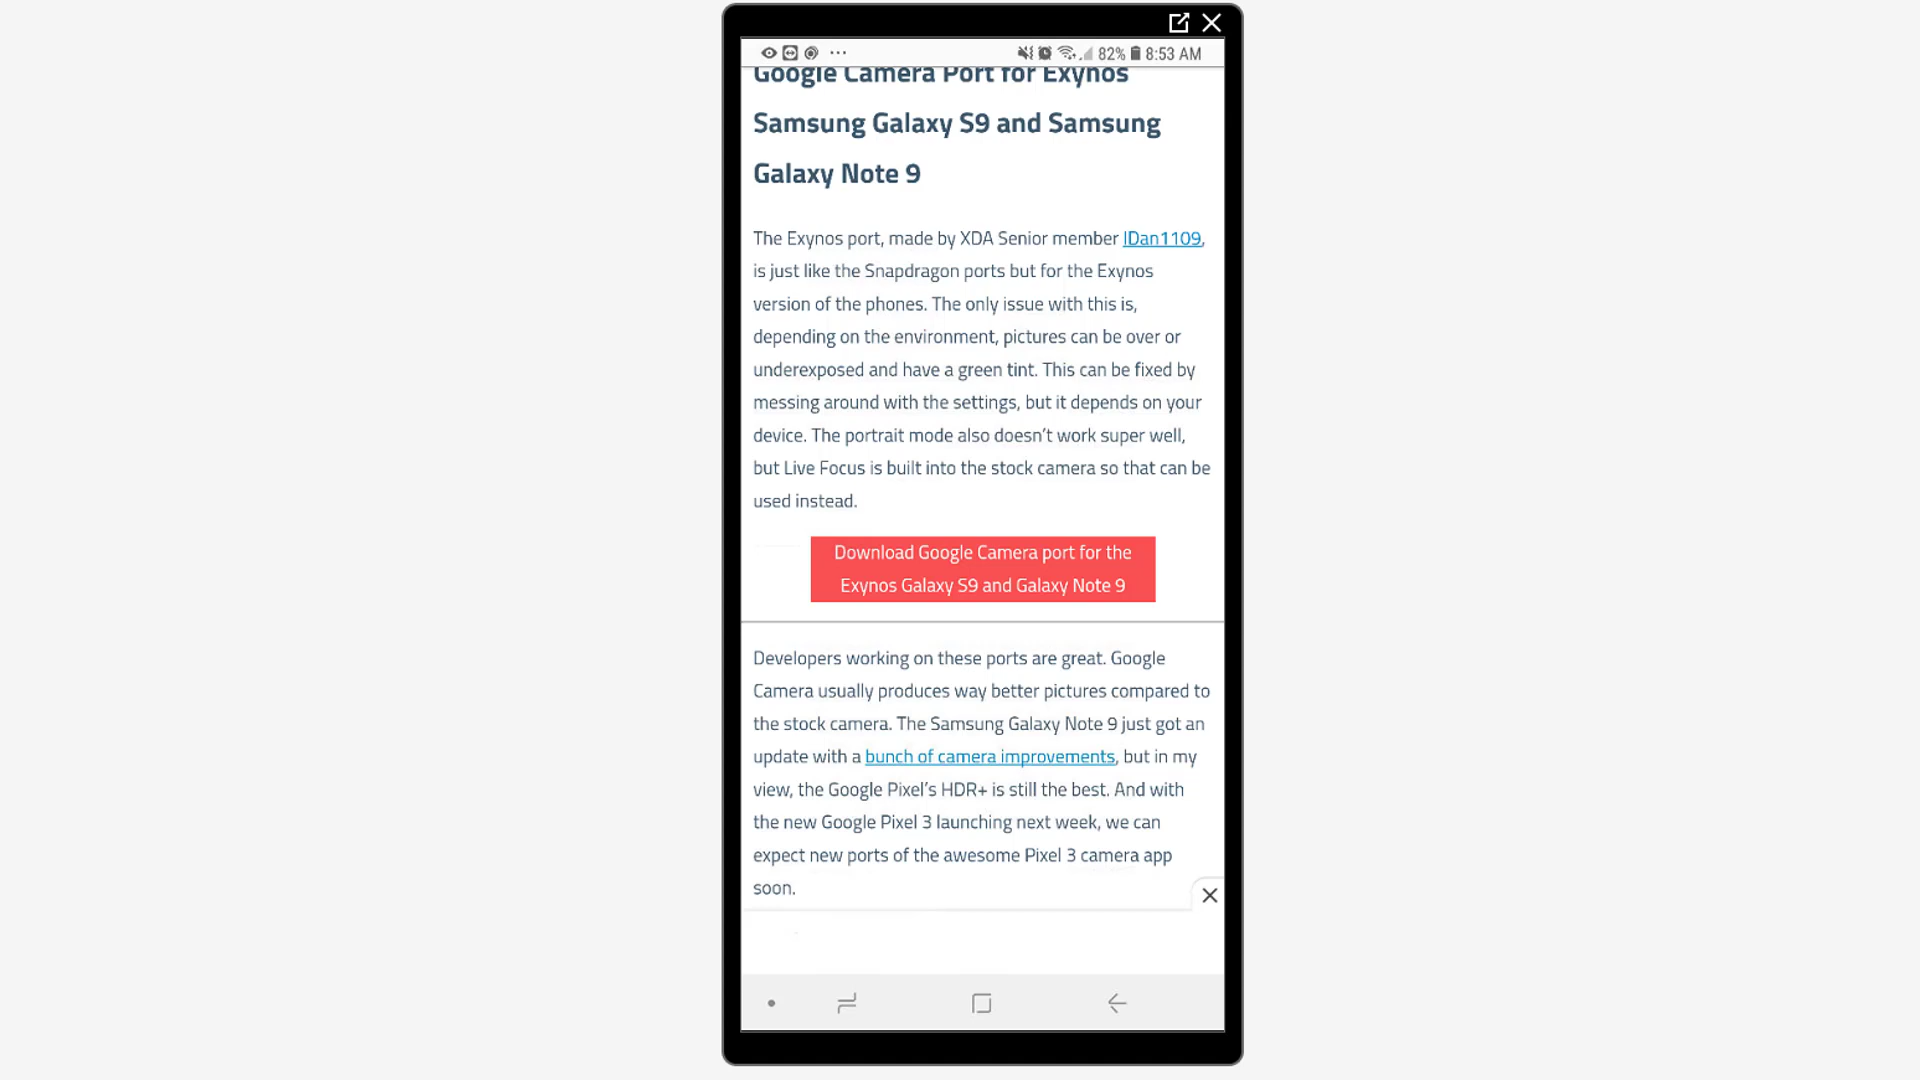 82% 8:53 AM
Google Camera Port for Exynos
Samsung Galaxy S9 and Samsung
Galaxy Note 9
The Exynos port, made by XDA Senior member IDan1109,
is just like the Snapdragon ports but for the Exynos
version of the phones. The only issue with this is,
depending on the environment, pictures can be over or
underexposed and have a green tint. This can be fixed by
messing around with the settings, but it depends on your
device. The portrait mode also doesn’t work super well,
but Live Focus is built into the stock camera so that can be
used instead.
Download Google Camera port for the
Exynos Galaxy S9 and Galaxy Note 9
Developers working on these ports are great. Google
Camera usually produces way better pictures compared to
the stock camera. The Samsung Galaxy Note 9 just got an
update with a bunch of camera improvements, but in my
view, the Google Pixel’s HDR+ is still the best. And with
the new Google Pixel 3 launching next week, we can
expect new ports of the awesome Pixel 3 camera app
soon.